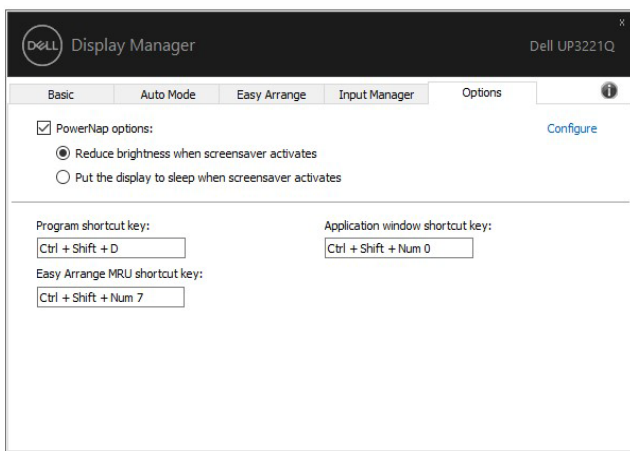 x
DELL Display Manager
Dell UP3221Q
Basic Auto Mode Easy Arrange Input Manager Options i
PowerNap options:
Configure
Reduce brightness when screensaver activates
Put the display to sleep when screensaver activates
Program shortcut key:
Application window shortcut key:
Ctrl + Shift + D
Ctrl + Shift + Num 0
Easy Arrange MRU shortcut key:
Ctrl + Shift + Num 7